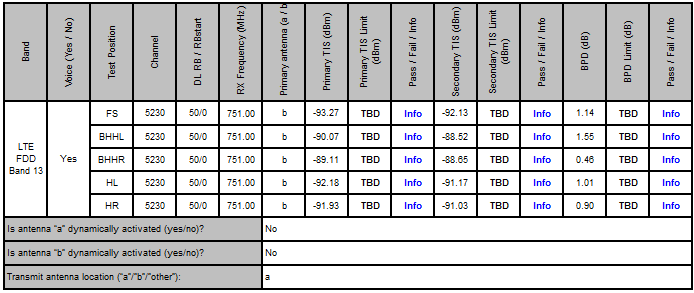 Band
Voice (Yes / No)
Test Position
Channel
DL RB / RBstart
RX Frequency (MHz)
Primary antenna (a / b
Primary TIS (dBm)
Primary TIS Limit
(dBm)
Pass / Fail / Info
Secondary TIS (dBm)
Secondary TIS Limit
(dBm)
Pass / Fail / Info
BPD (dB)
BPD Limit (dB)
Pass / Fail / Info
LTE
FDD
Band 13
Yes
FS 5230 50/0 751.00 b -93.27 TBD Info -92.13 TBD Info 1.14 TBD Info
BHHL 5230 50/0 751.00 b -90.07 TBD Info -88.52 TBD Info 1.55 TBD Info
BHHR 5230 50/0 751.00 b -89.11 TBD Info -88.65 TBD Info 0.46 TBD Info
HL 5230 50/0 751.00 b -92.18 TBD Info -91.17 TBD Info 1.01 TBD Info
HR 5230 50/0 751.00 b -91.93 TBD Info -91.03 TBD Info 0.90 TBD Info
Is antenna "a" dynamically activated (yes/no)? No
Is antenna "b" dynamically activated (yes/no)? No
Transmit antenna location ("a"/"b"/"other"): a